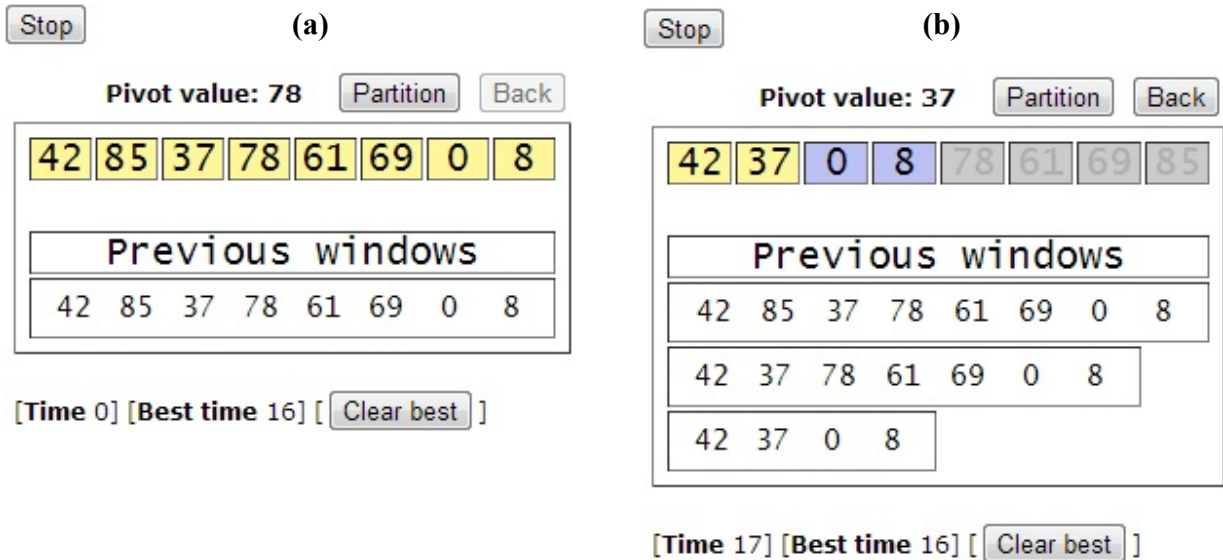 Stop (a)
Pivot value: 78 Partition Back
42 85 37 78 61 69 0 8
Previous windows
42 85 37 78 61 69 0 8
[Time 0] [Best time 16] [ Clear best ]
Stop (b)
Pivot value: 37 Partition Back
42 37 0 8 78 61 69 85
Previous windows
42 85 37 78 61 69 0 8
42 37 78 61 69 0 8
42 37 0 8
[Time 17] [Best time 16] [ Clear best ]